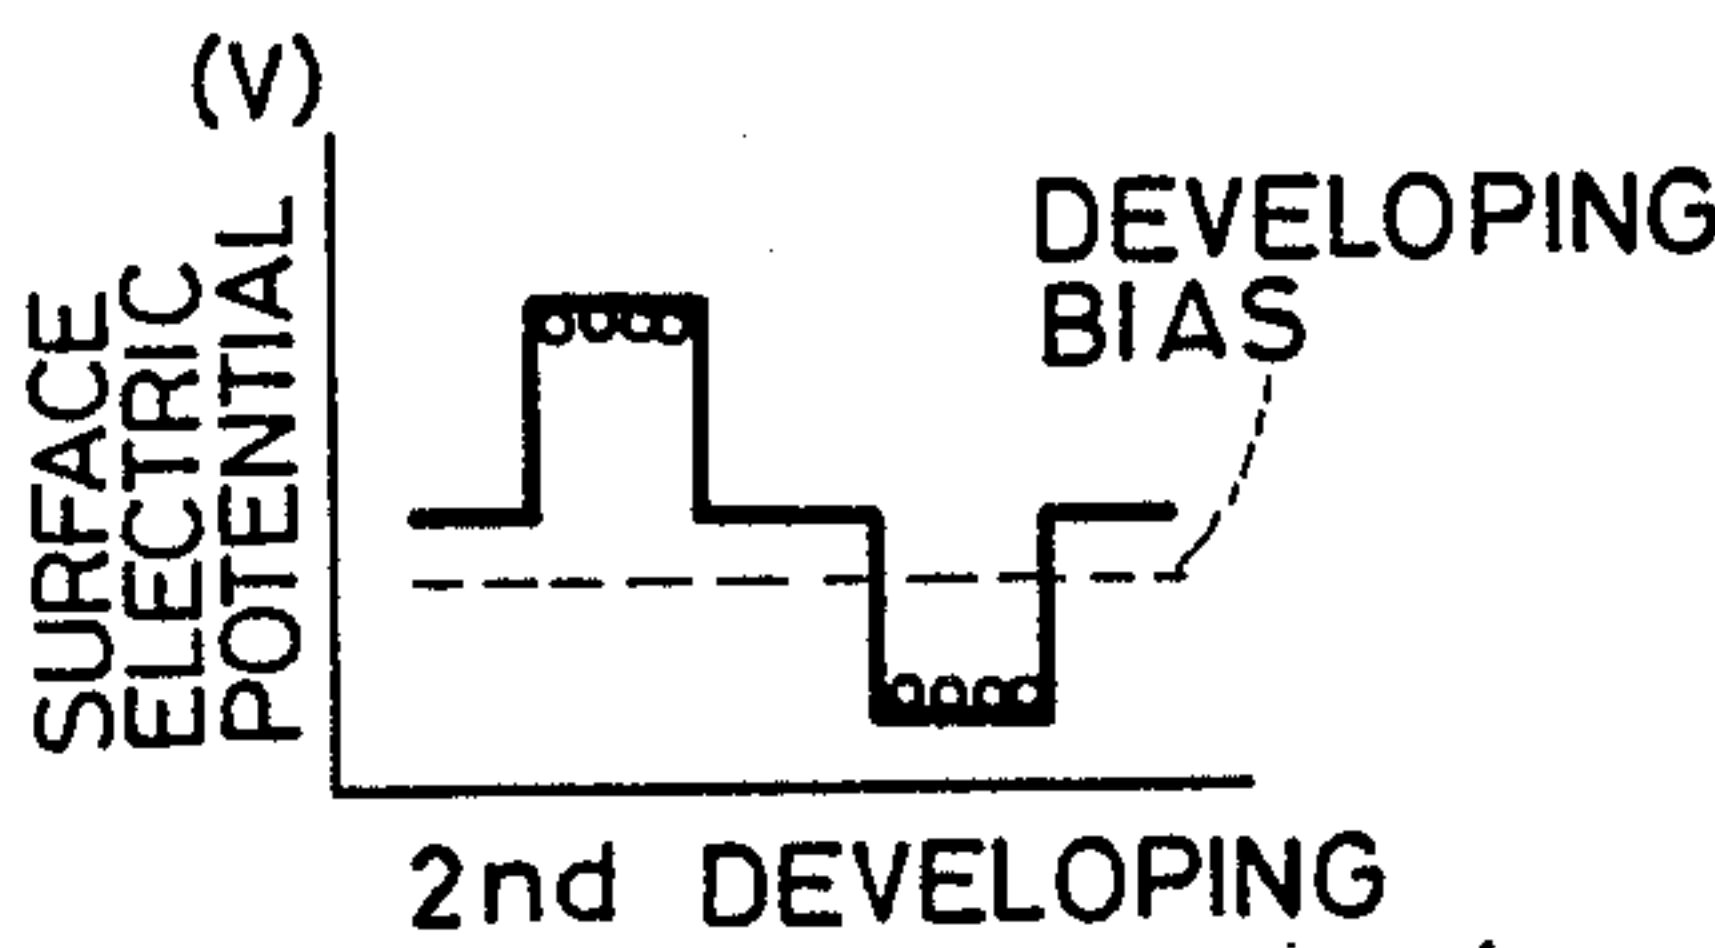 (V)
SURFACE
ELECTRIC
POTENTIAL
DEVELOPING
BIAS
2nd DEVELOPING